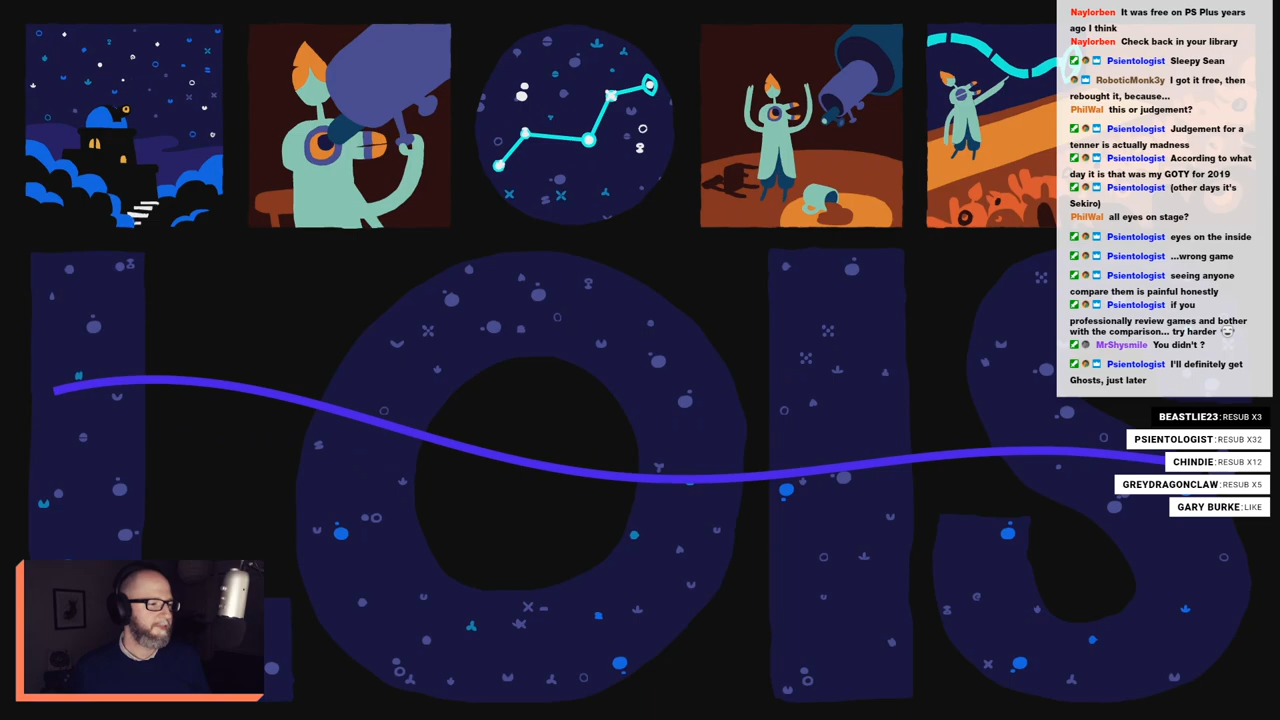 Naylorben It was free on PS Plus years
ago I think
Naylorben Check back in your library
Psientologist Sleepy Sean
RoboticMonk3y I got it free, then
rebought it, because...
PhilWal this or judgement?
Psientologist Judgement for a
tenner is actually madness
Psientologist According to what
day it is that was my GOTY for 2019
Psientologist (other days it's
Sekiro)
PhilWal all eyes on stage?
Psientologist eyes on the inside
Psientologist ...wrong game
Psientologist seeing anyone
compare them is painful honestly
Psientologist if you
professionally review games and bother
with the comparison... try harder
MrShysmile You didn't ?
Psientologist I'll definitely get
Ghosts, just later
BEASTLIE23: RESUB X3
PSIENTOLOGIST: RESUB X32
CHINDIE: RESUB X12
GREYDRAGONCLAW: RESUB X5
GARY BURKE: LIKE
LOIS